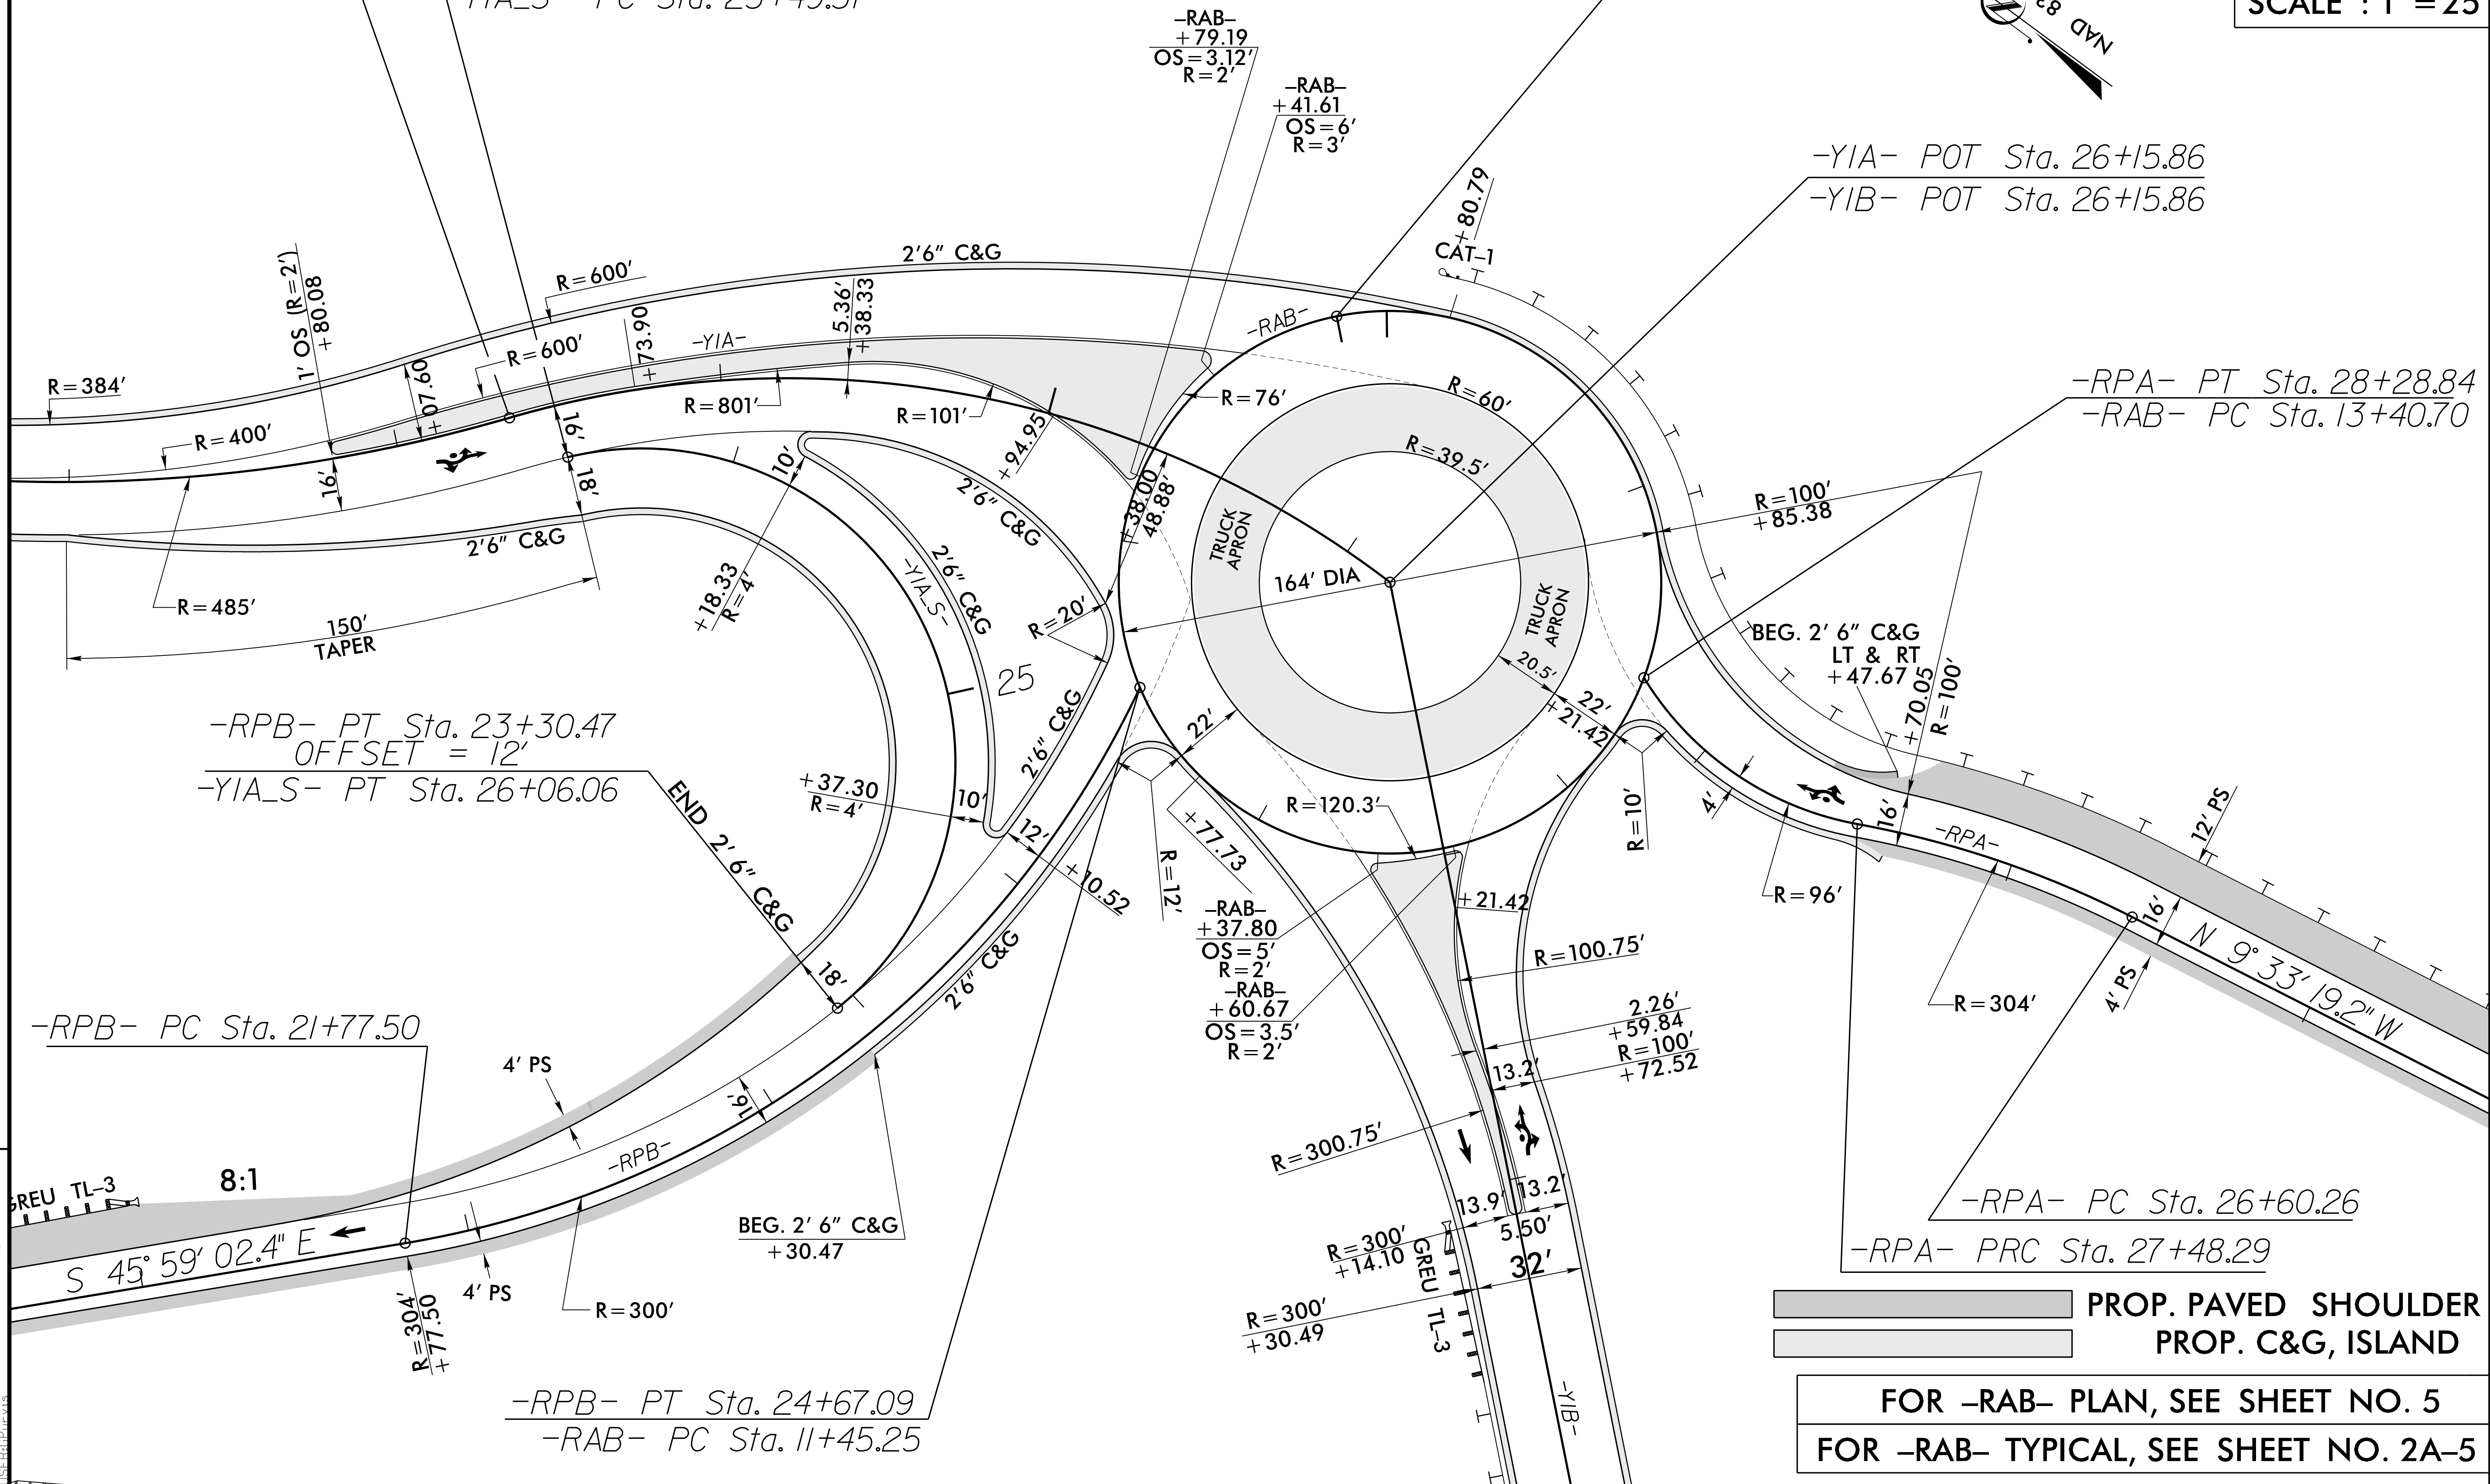 SCALE : 1" = 25'
NAD 83
–RAB–
+79.19
OS=3.12'
R=2'
–RAB–
+41.61
OS=6'
R=3'
-Y1A- POT Sta. 26+15.86
-Y1B- POT Sta. 26+15.86
+80.79
CAT–1
2'6" C&G
R=600'
1' OS (R=2')
+80.08
5.36'
+38.33
-Y1A-
-RAB-
R=600'
+73.90
+07.60
R=384'
R=400'
R=801'
R=101'
R=76'
R=60'
R=39.5'
16'
16'
18'
10'
+94.95
2'6" C&G
+38.00
48.88'
-RPA- PT Sta. 28+28.84
-RAB- PC Sta. 13+40.70
R=100'
+85.38
TRUCK
APRON
164' DIA
TRUCK
APRON
2'6" C&G
R=485'
150'
TAPER
+18.33
R=4'
-Y1A_S-
2'6" C&G
R=20'
25
BEG. 2' 6" C&G
LT & RT
+47.67
+70.05
R=100'
20.5'
22'
+21.42
22'
-RPB- PT Sta. 23+30.47
OFFSET = 12'
-Y1A_S- PT Sta. 26+06.06
END 2' 6" C&G
+37.30
R=4'
10'
12'
2'6" C&G
+10.52
R=12'
+77.73
R=120.3'
R=10'
4'
16'
-RPA-
12' PS
R=96'
–RAB–
+37.80
OS=5'
R=2'
–RAB–
+60.67
OS=3.5'
R=2'
+21.42
R=100.75'
R=304'
16'
4' PS
N 9° 33' 19.2" W
18'
2'6" C&G
-RPB- PC Sta. 21+77.50
4' PS
16'
-RPB-
2.26'
+59.84
R=100'
+72.52
13.2'
R=300.75'
GREU TL–3
8:1
S 45° 59' 02.4" E
4' PS
BEG. 2' 6" C&G
+30.47
R=304'
+77.50
R=300'
13.9'
13.2'
5.50'
R=300'
+14.10
GREU TL–3
32'
R=300'
+30.49
-Y1B-
-RPA- PC Sta. 26+60.26
-RPA- PRC Sta. 27+48.29
-RPB- PT Sta. 24+67.09
-RAB- PC Sta. 11+45.25
PROP. PAVED SHOULDER
PROP. C&G, ISLAND
FOR –RAB– PLAN, SEE SHEET NO. 5
FOR –RAB– TYPICAL, SEE SHEET NO. 2A–5